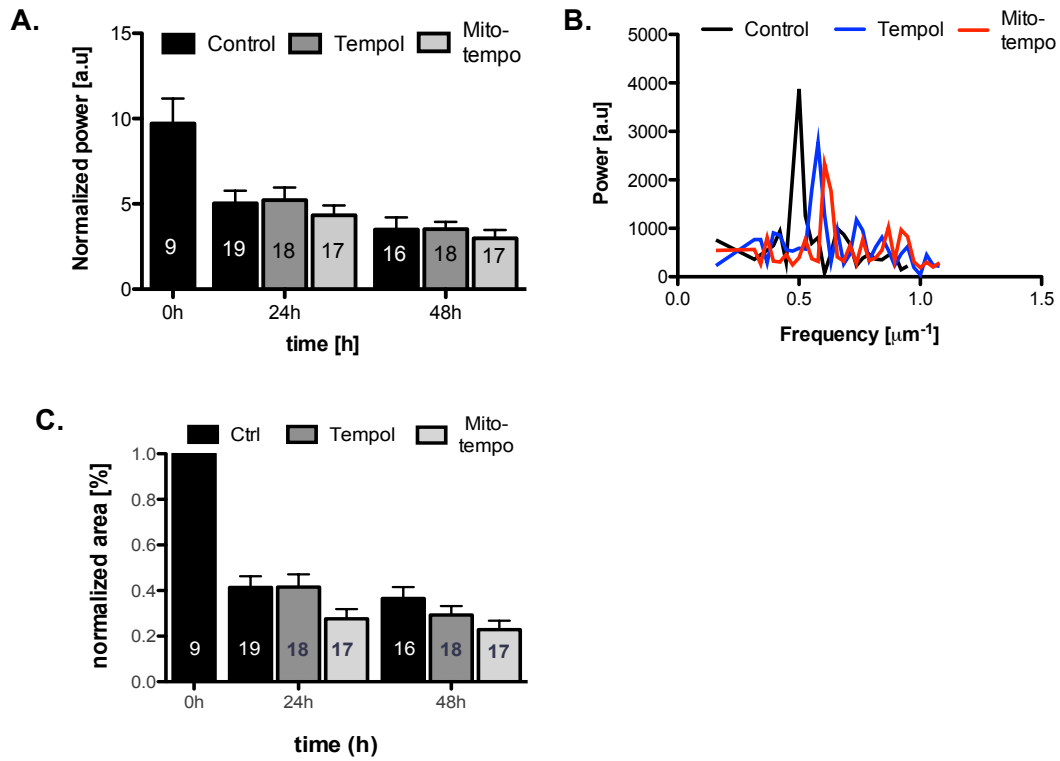 A.
Normalized power [a.u]
15
10
5
0
Control
Tempol
Mito-
tempo
9
19
18
17
16
18
17
0h
24h
48h
time [h]
B.
Power [a.u]
5000
4000
3000
2000
1000
0
Control
Tempol
Mito-
tempo
0.0
0.5
1.0
1.5
Frequency [μm⁻¹]
C.
normalized area [%]
1.0
0.8
0.6
0.4
0.2
0.0
Ctrl
Tempol
Mito-
tempo
9
19
18
17
16
18
17
0h
24h
48h
time (h)